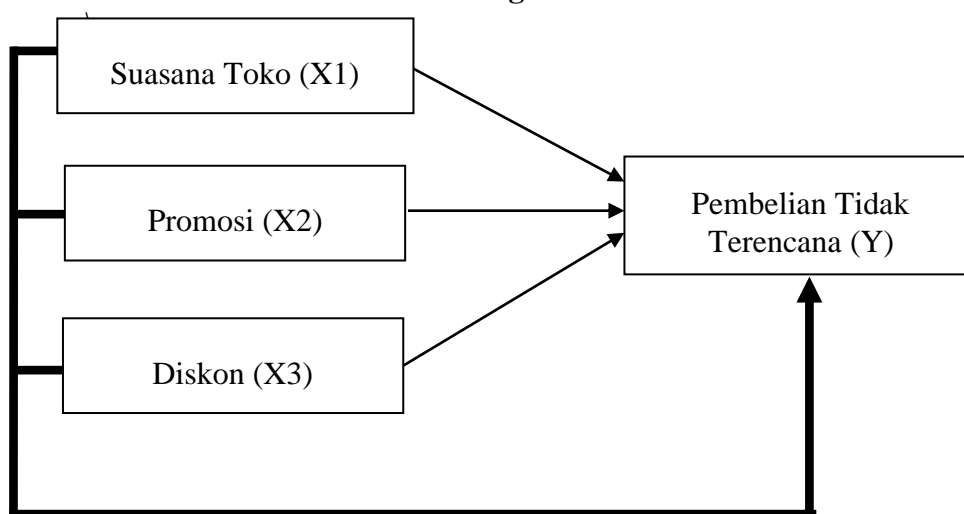 Suasana Toko (X1)
Promosi (X2)
Pembelian Tidak
Terencana (Y)
Diskon (X3)